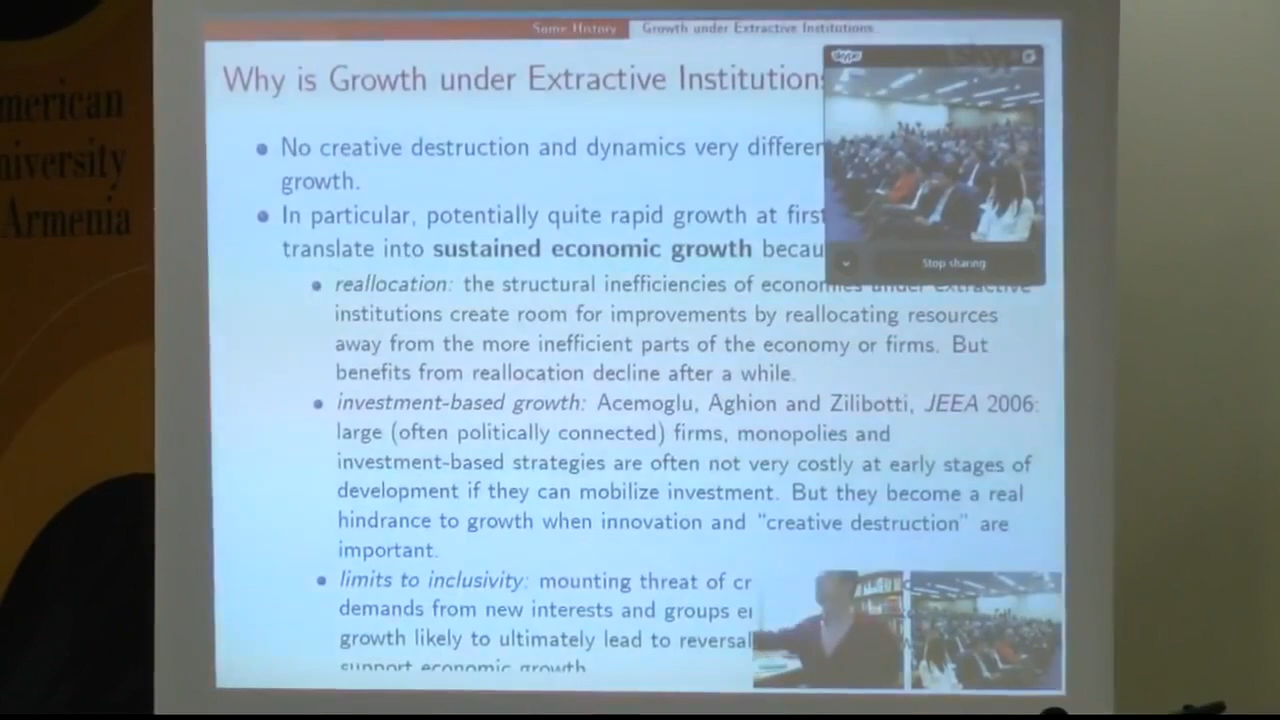 merican
niversity
Armenia
Some History Growth under Extractive Institutions
skype
Why is Growth under Extractive Institution
No creative destruction and dynamics very differen
growth.
In particular, potentially quite rapid growth at first
translate into sustained economic growth becau
Stop sharing
reallocation: the structural inefficiencies of economies under extractive
institutions create room for improvements by reallocating resources
away from the more inefficient parts of the economy or firms. But
benefits from reallocation decline after a while.
investment-based growth: Acemoglu, Aghion and Zilibotti, JEEA 2006:
large (often politically connected) firms, monopolies and
investment-based strategies are often not very costly at early stages of
development if they can mobilize investment. But they become a real
hindrance to growth when innovation and "creative destruction" are
important.
limits to inclusivity: mounting threat of cr
demands from new interests and groups
growth likely to ultimately lead to reversal
support economic growth